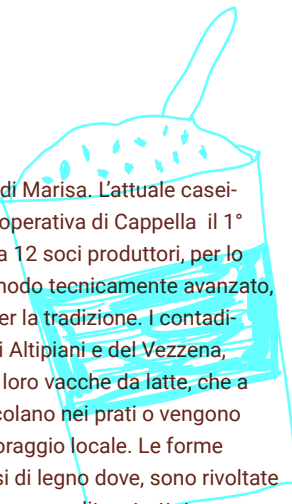 di Marisa. L'attuale casei-
operativa di Cappella il 1°
a 12 soci produttori, per lo
modo tecnicamente avanzato,
er la tradizione. I contadi-
i Altipiani e del Vezzena,
loro vacche da latte, che a
colano nei prati o vengono
oraggio locale. Le forme
si di legno dove, sono rivoltate